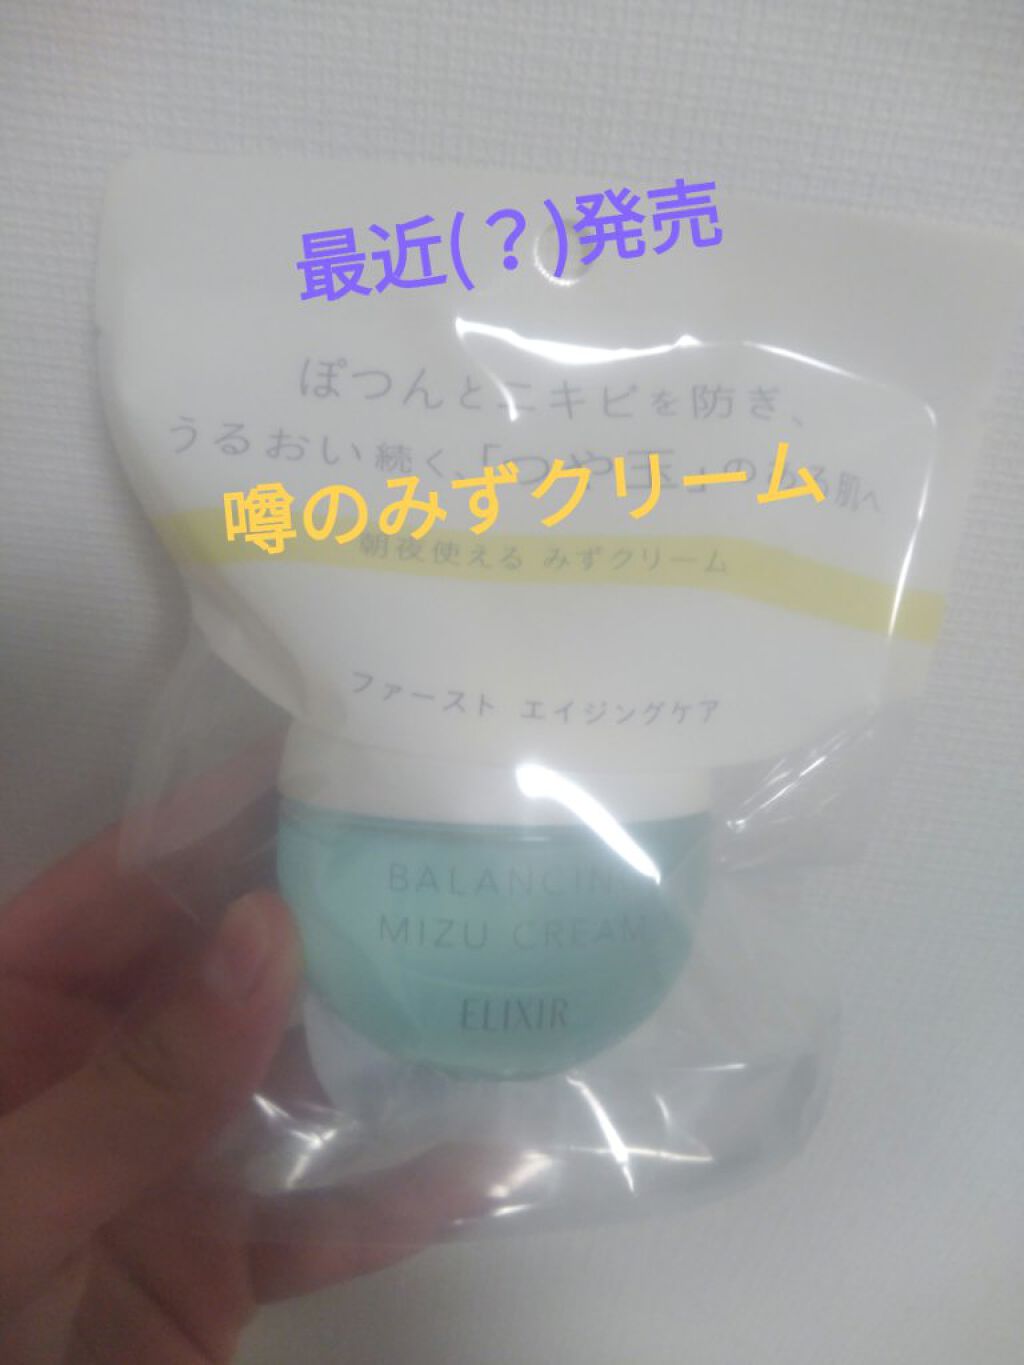 最近(？)発売
ぽつんとニキビを防ぎ、
うるおい続く、「つや玉」のある肌へ
噂のみずクリーム
朝夜使える みずクリーム
ファースト エイジングケア
BALANCING
MIZU CREAM
ELIXIR